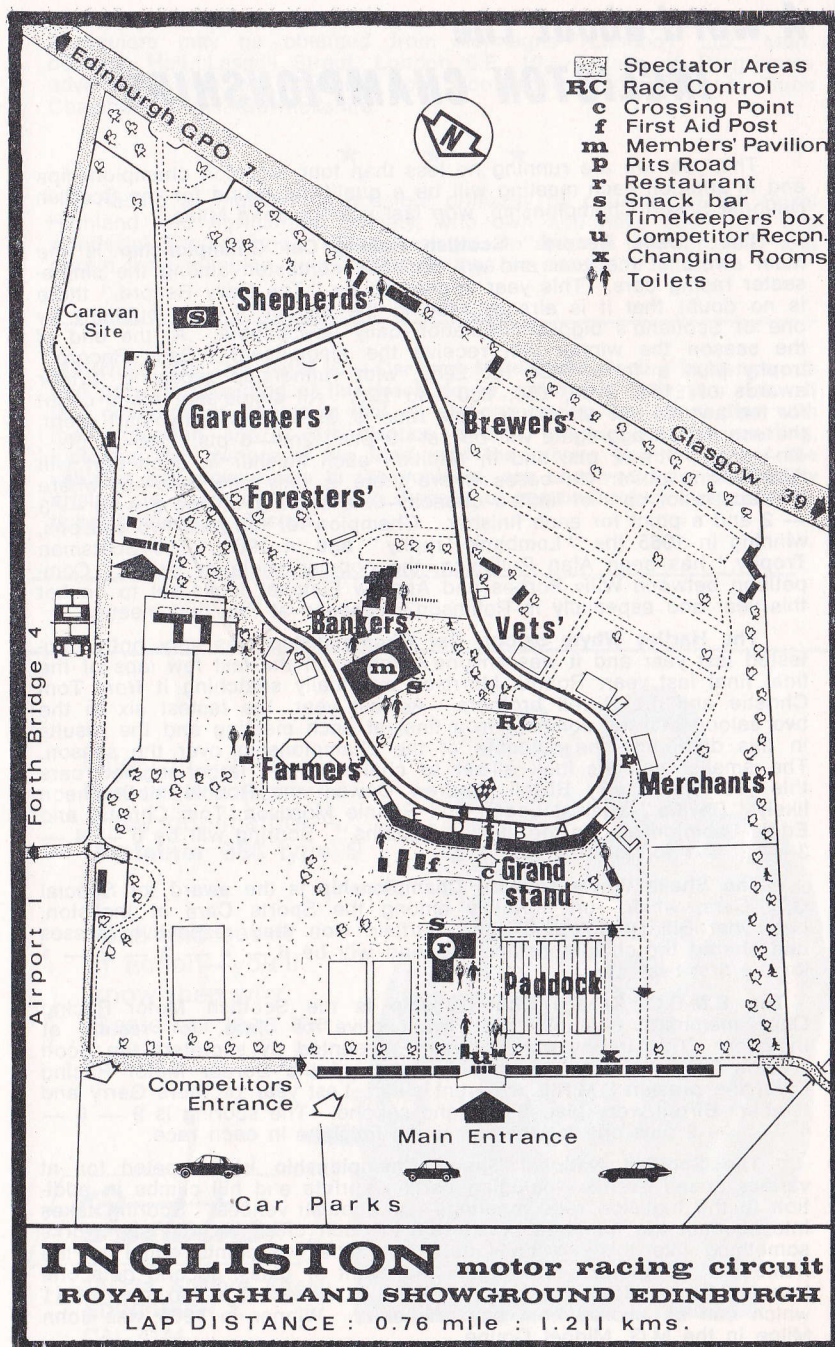 Edinburgh GPO 7
Spectator Areas
RC Race Control
c Crossing Point
f First Aid Post
m Members' Pavilion
p Pits Road
r Restaurant
s Snack bar
t Timekeepers' box
u Competitor Recpn.
x Changing Rooms
Toilets
N
Caravan
Site
s
Shepherds'
Gardeners'
Brewers'
Glasgow 39
Foresters'
Bankers'
Vets'
m
s
RC
Forth Bridge 4
Farmers'
p
Merchants
E D t B A
c
f
Grand
stand
s
r
Paddock
Airport 1
u
x
Competitors
Entrance
Main Entrance
Car Parks
INGLISTON motor racing circuit
ROYAL HIGHLAND SHOWGROUND EDINBURGH
LAP DISTANCE : 0.76 mile : 1.211 kms.